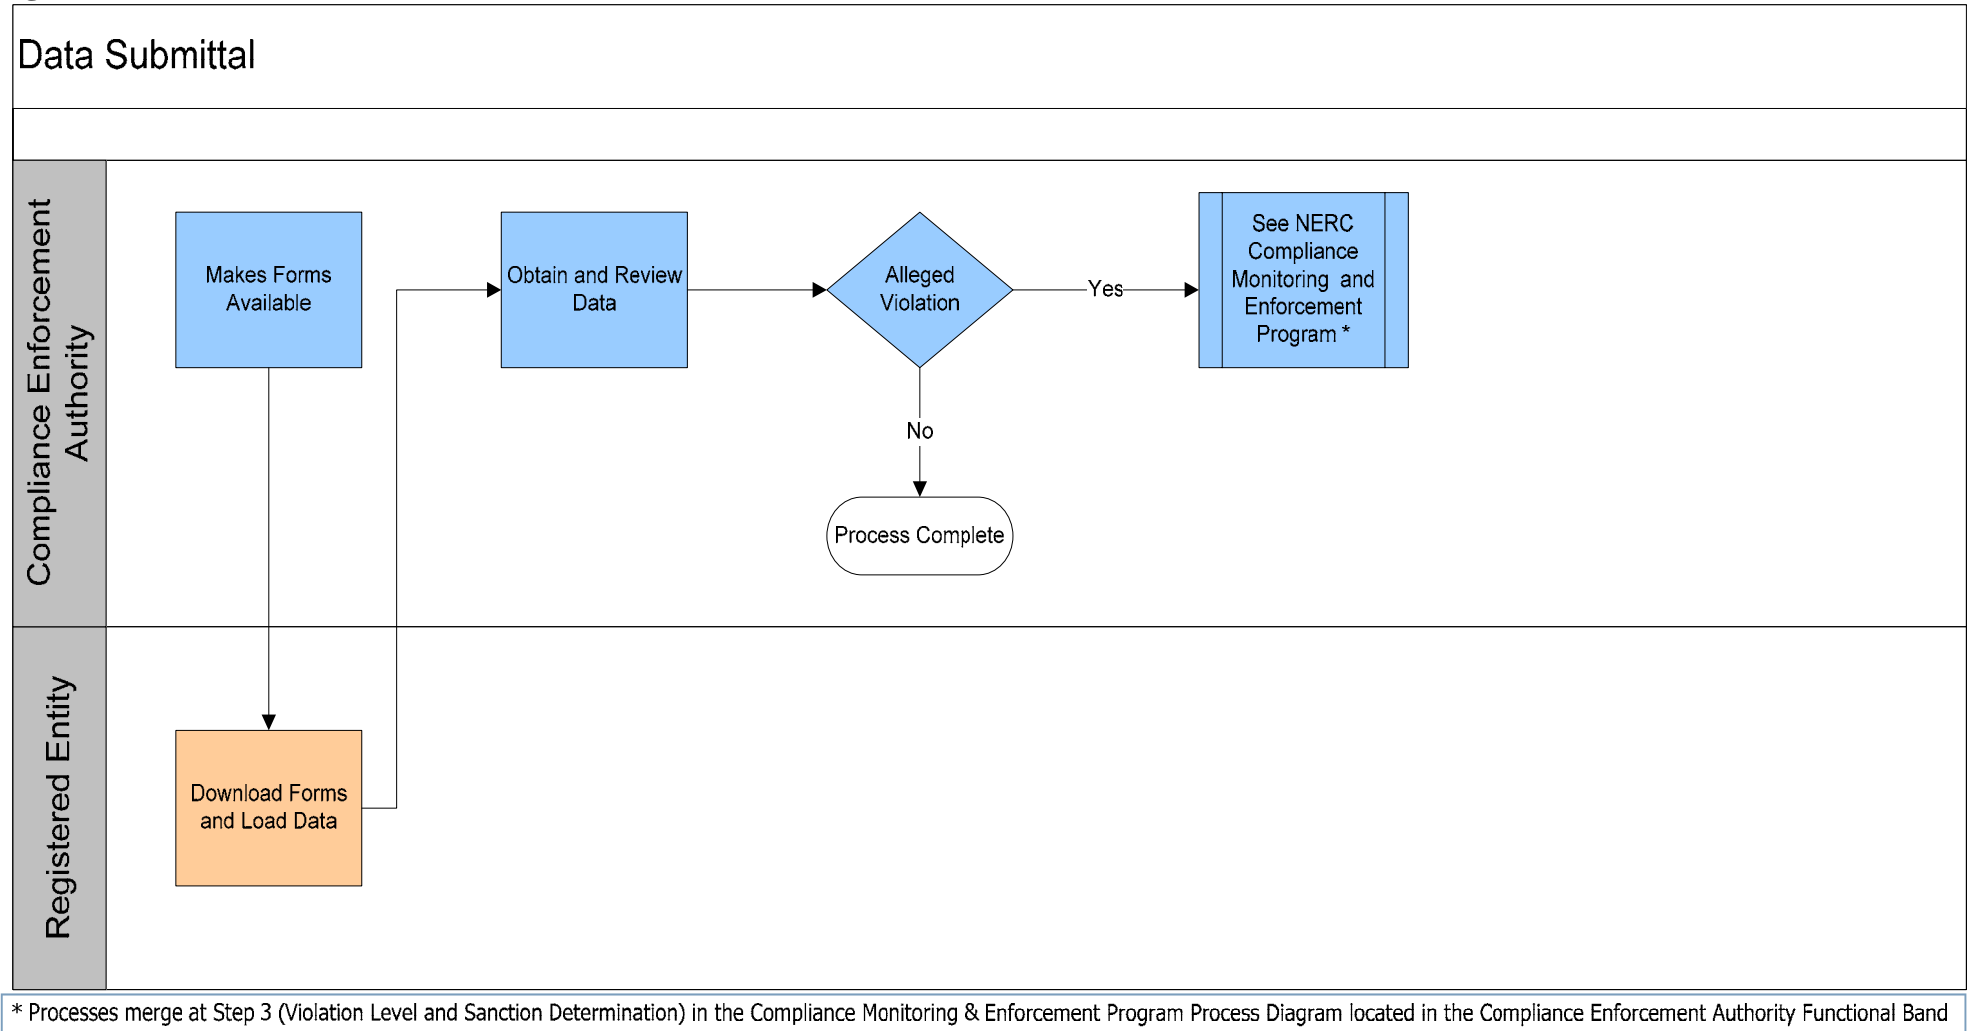 Data Submittal
Compliance Enforcement
Authority
Makes Forms
Available
Obtain and Review
Data
Alleged
Violation
Yes
See NERC
Compliance
Monitoring and
Enforcement
Program *
No
Process Complete
Registered Entity
Download Forms
and Load Data
* Processes merge at Step 3 (Violation Level and Sanction Determination) in the Compliance Monitoring & Enforcement Program Process Diagram located in the Compliance Enforcement Authority Functional Band